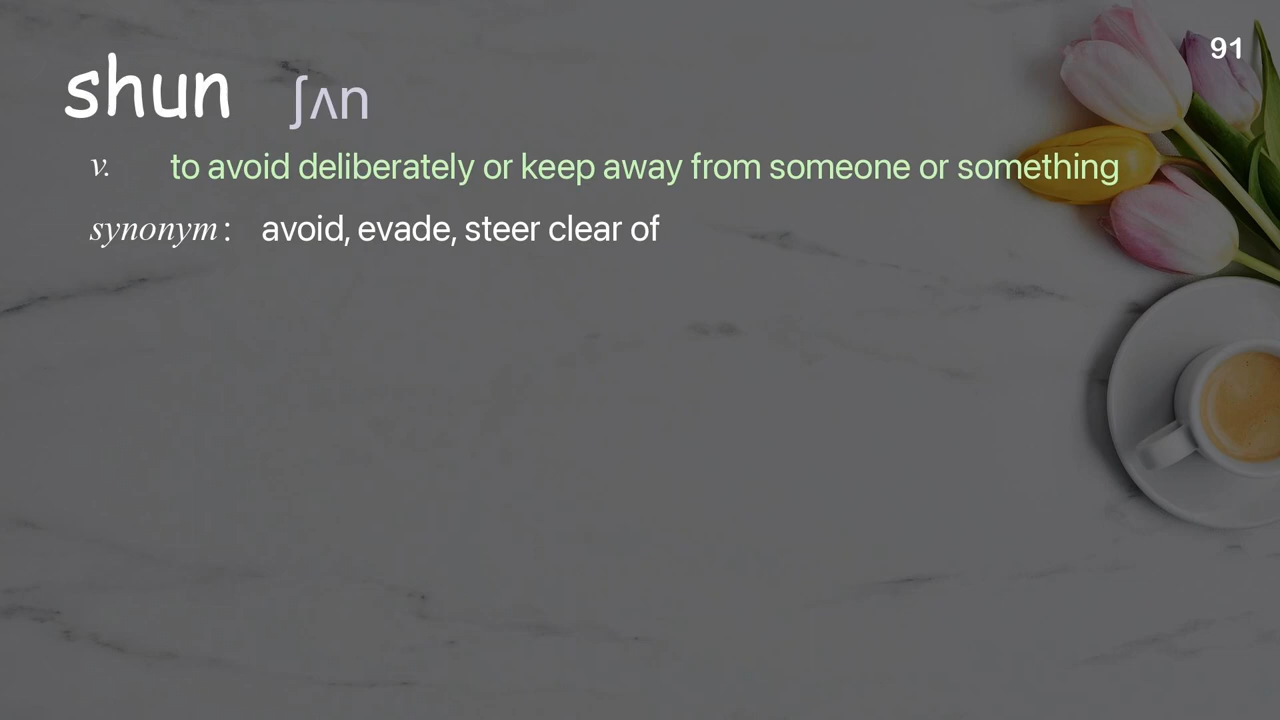 91
shun ʃʌn
v. to avoid deliberately or keep away from someone or something
synonym : avoid, evade, steer clear of